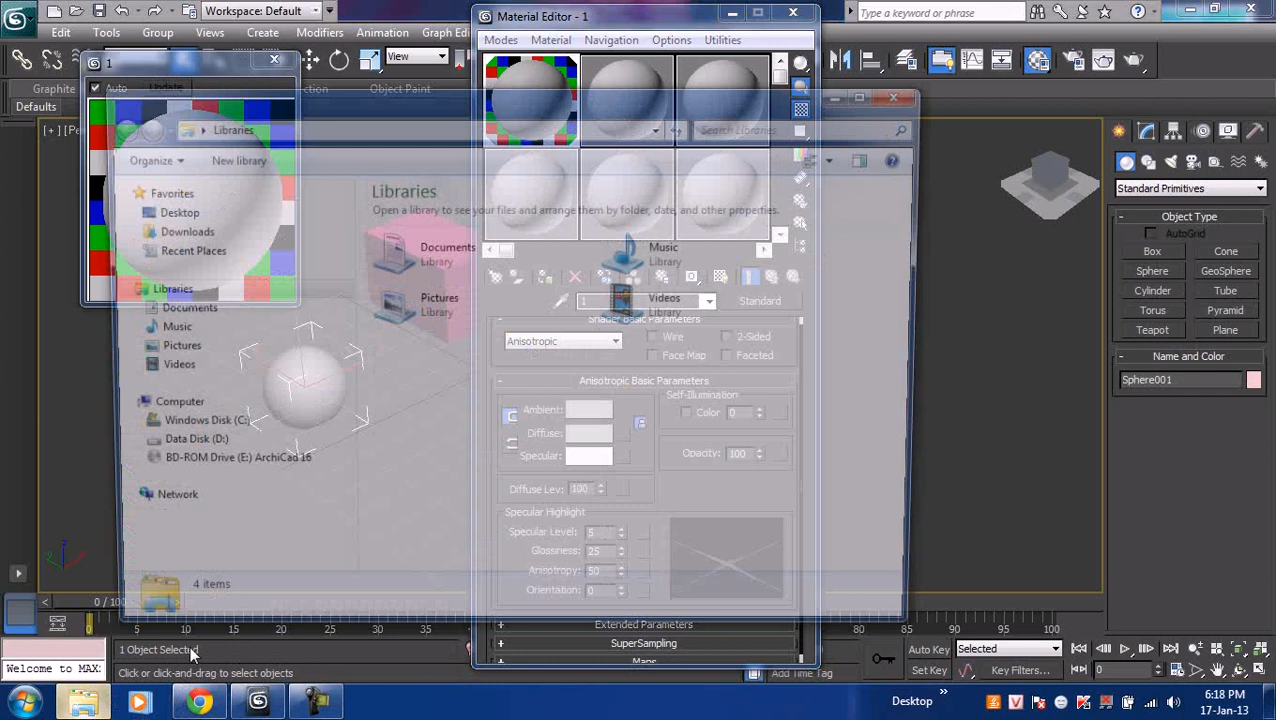 Workspace: Default
Type a keyword or phrase
Edit Tools Group Views Create Modifiers Animation Graph Edit
View
Graphite
Object Paint
Defaults
Material Editor - 1
Modes Material Navigation Options Utilities
1
Auto Update
Libraries
Search Libraries
Organize New library
Favorites
Desktop
Downloads
Recent Places
Libraries
Documents
Music
Pictures
Videos
Computer
Windows Disk (C:)
Data Disk (D:)
BD-ROM Drive (E:) ArchiCad 16
Network
4 items
Libraries
Open a library to see your files and arrange them by folder, date, and other properties.
Documents
Library
Music
Library
Pictures
Library
Videos
Library
1
Standard
Shader Basic Parameters
Anisotropic
Wire 2-Sided
Face Map Faceted
Anisotropic Basic Parameters
Ambient:
Diffuse:
Specular:
Self-Illumination
Color 0
Opacity: 100
Diffuse Lev: 100
Specular Highlight
Specular Level: 5
Glossiness: 25
Anisotropy: 50
Orientation: 0
Extended Parameters
SuperSampling
Maps
Standard Primitives
Object Type
AutoGrid
Box Cone
Sphere GeoSphere
Cylinder Tube
Torus Pyramid
Teapot Plane
Name and Color
Sphere001
0 / 100
5 10 15 20 25 30 35 85 90 95 100
1 Object Selected
Click or click-and-drag to select objects
Welcome to MAX:
Add Time Tag
Auto Key Selected
Set Key Key Filters...
0
Desktop
6:18 PM
17-Jan-13